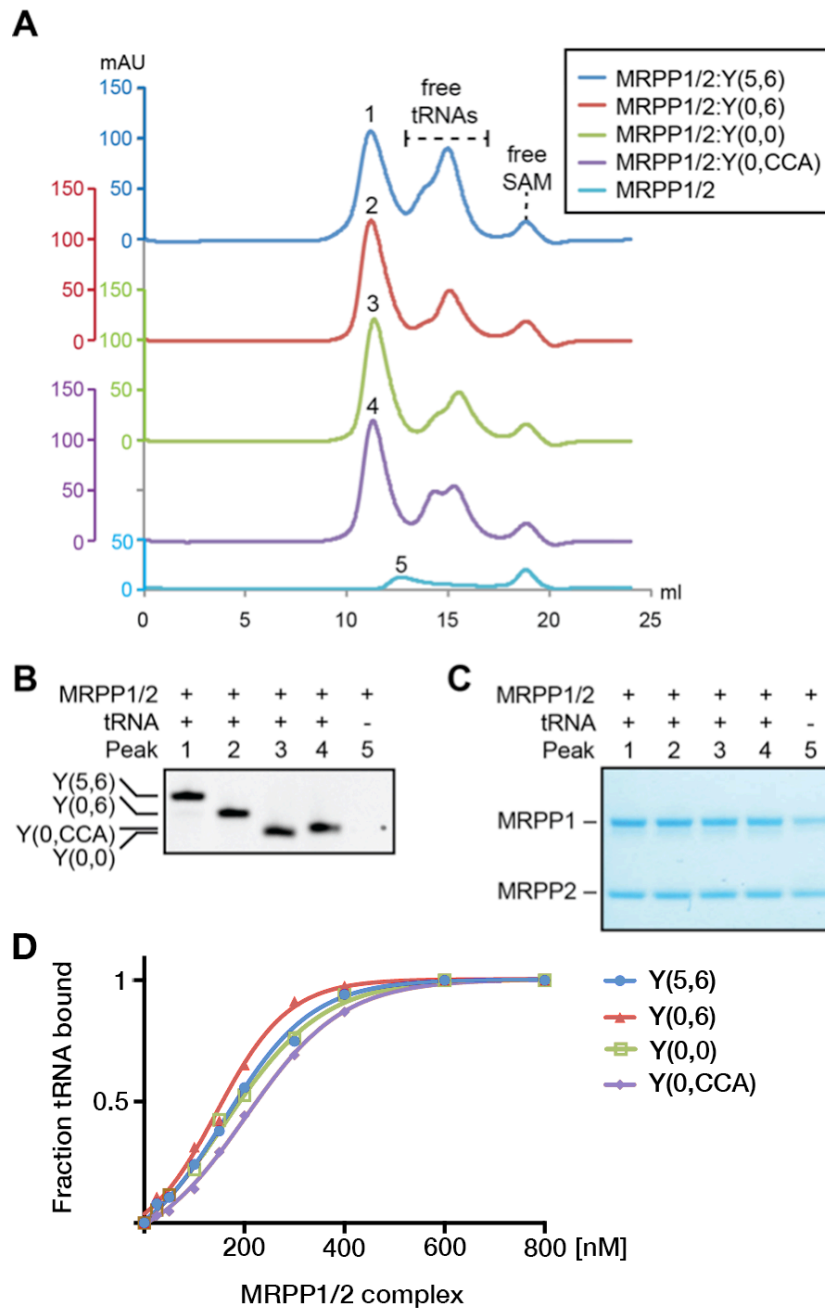 A
mAU
150
100
50
0
150
100
50
0
150
100
50
0
150
100
50
0
50
0
1
2
3
4
5
free
tRNAs
free
SAM
MRPP1/2:Y(5,6)
MRPP1/2:Y(0,6)
MRPP1/2:Y(0,0)
MRPP1/2:Y(0,CCA)
MRPP1/2
0 5 10 15 20 25 ml
B
MRPP1/2 + + + + +
tRNA + + + + -
Peak 1 2 3 4 5
Y(5,6)
Y(0,6)
Y(0,CCA)
Y(0,0)
C
MRPP1/2 + + + + +
tRNA + + + + -
Peak 1 2 3 4 5
MRPP1
MRPP2
D
Fraction tRNA bound
1
0.5
200 400 600 800 [nM]
MRPP1/2 complex
Y(5,6)
Y(0,6)
Y(0,0)
Y(0,CCA)